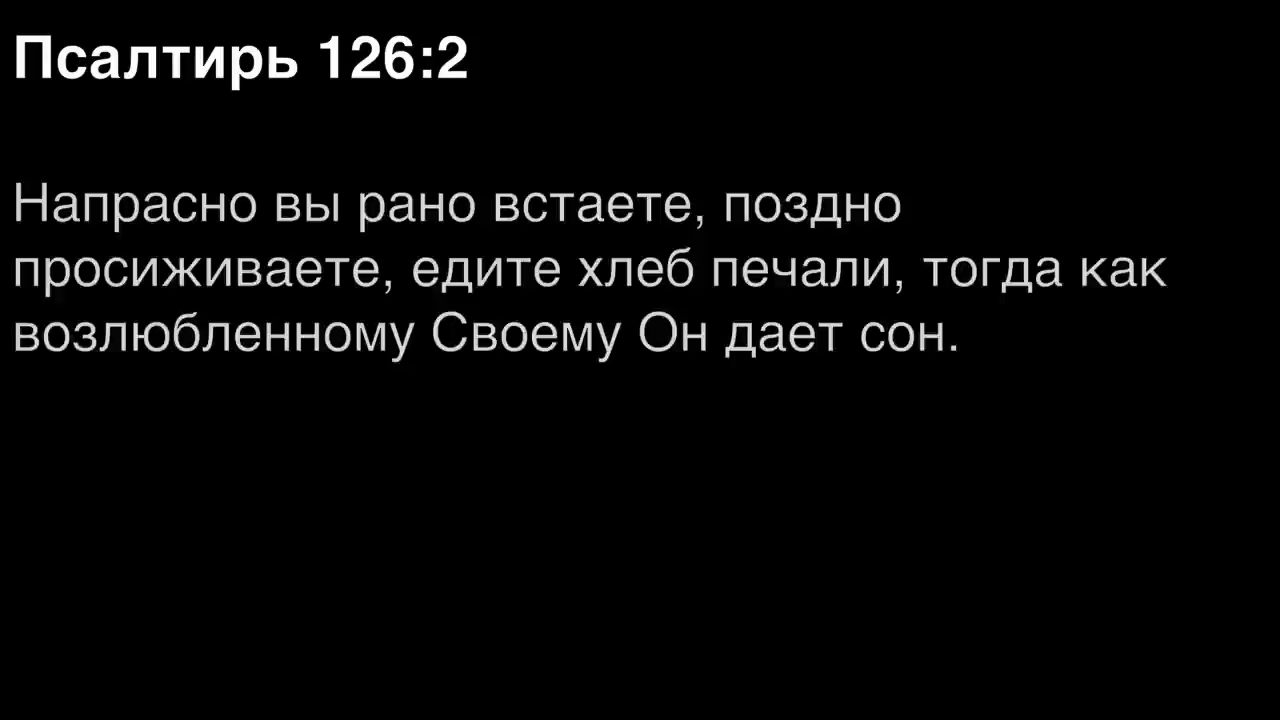 Псалтирь 126:2
Напрасно вы рано встаете, поздно
просиживаете, едите хлеб печали, тогда как
возлюбленному Своему Он дает сон.